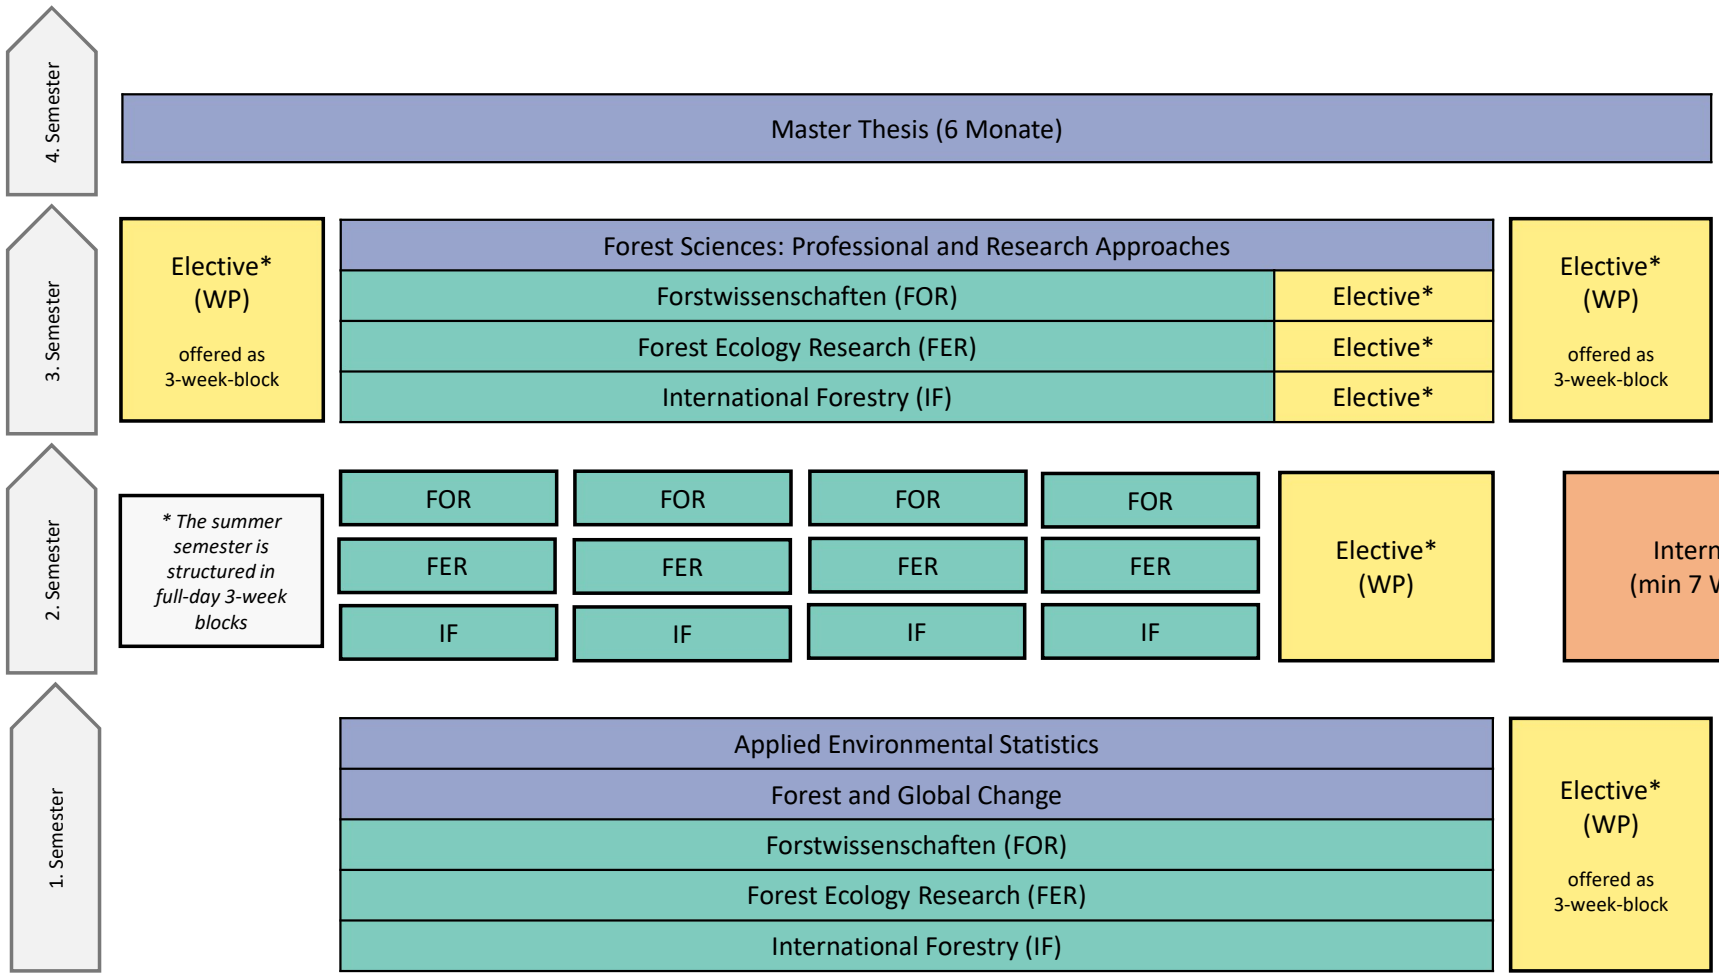 4. Semester
Master Thesis (6 Monate)
3. Semester
Elective*
(WP)
offered as
3-week-block
Forest Sciences: Professional and Research Approaches
Forstwissenschaften (FOR)
Elective*
Forest Ecology Research (FER)
Elective*
International Forestry (IF)
Elective*
Elective*
(WP)
offered as
3-week-block
2. Semester
* The summer
semester is
structured in
full-day 3-week
blocks
FOR
FOR
FOR
FOR
FER
FER
FER
FER
IF
IF
IF
IF
Elective*
(WP)
(min 7
1. Semester
Applied Environmental Statistics
Forest and Global Change
Forstwissenschaften (FOR)
Forest Ecology Research (FER)
International Forestry (IF)
Elective*
(WP)
offered as
3-week-block